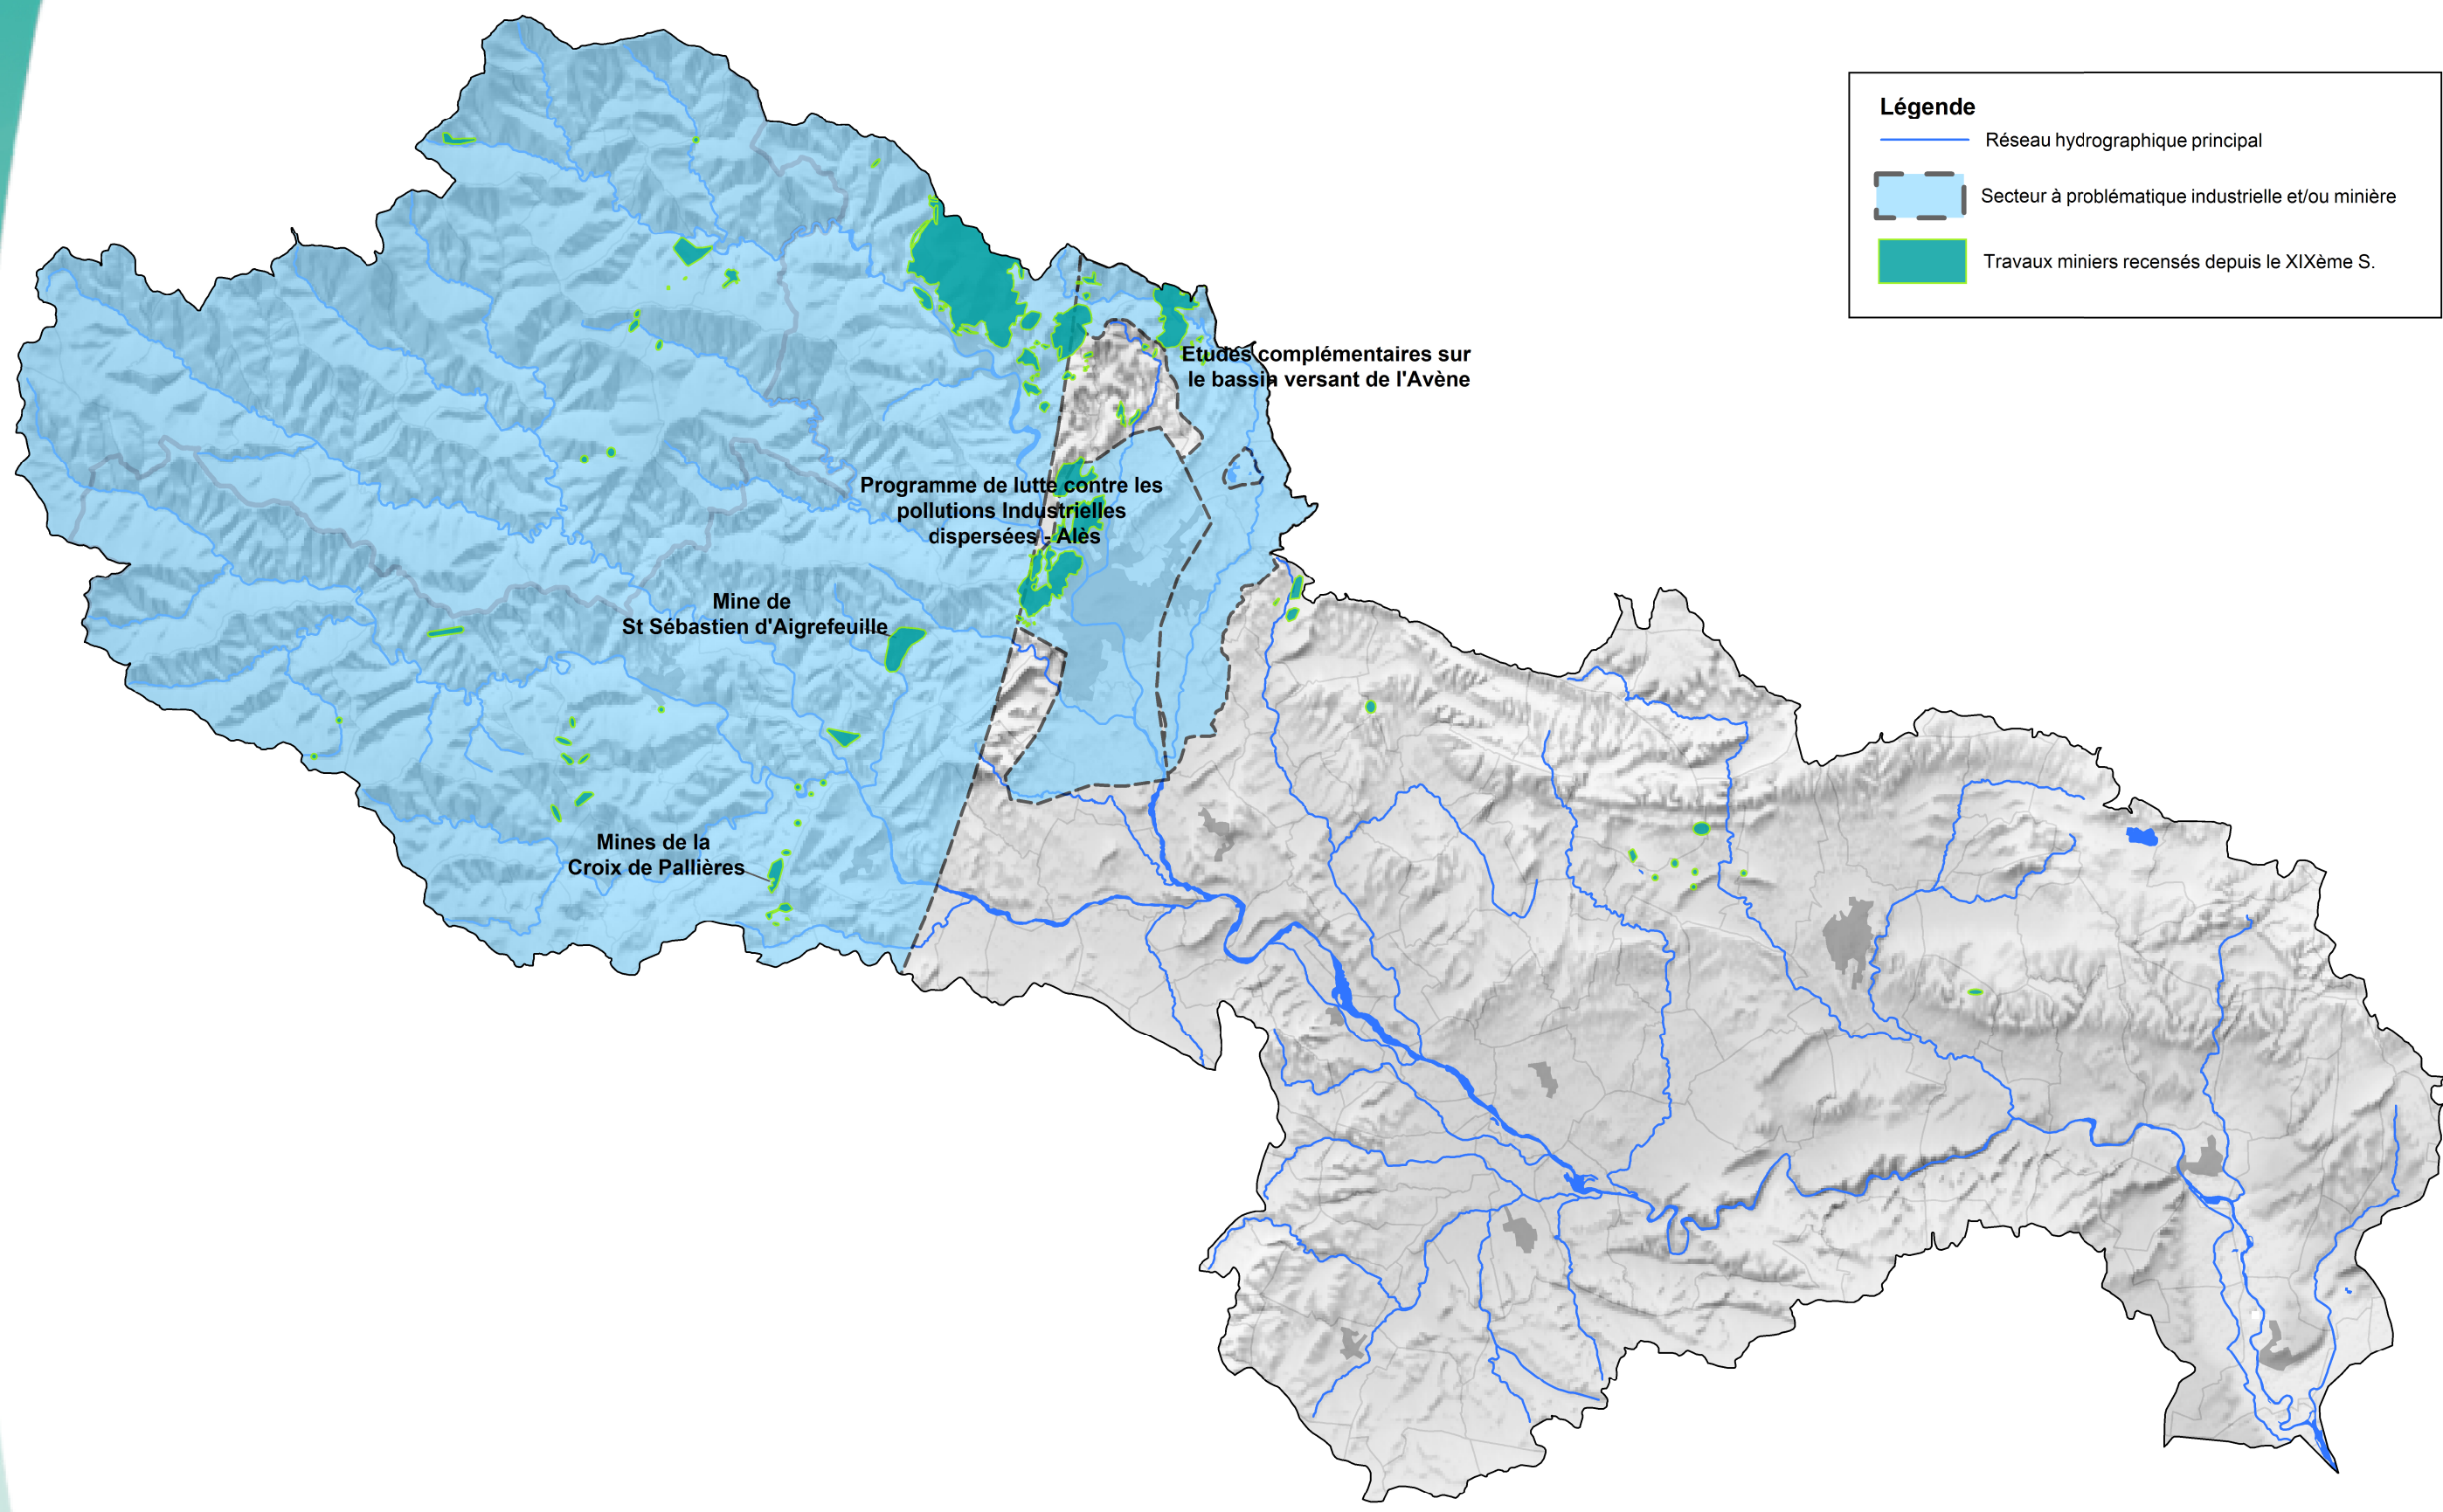 Légende
Réseau hydrographique principal
Secteur à problématique industrielle et/ou minière
Travaux miniers recensés depuis le XIXème S.
Etudes complémentaires sur
le bassin versant de l'Avène
Programme de lutte contre les
pollutions Industrielles
dispersées - Alès
Mine de
St Sébastien d'Aigrefeuille
Mines de la
Croix de Pallières